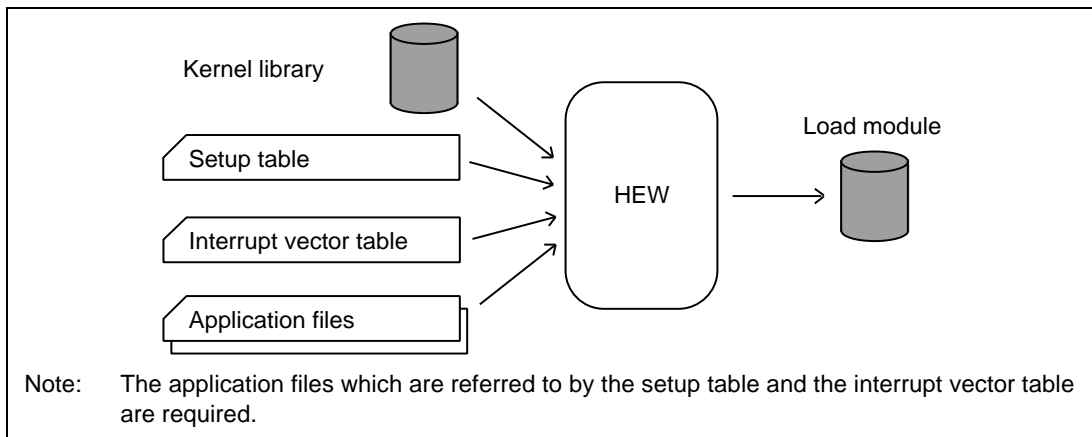 Kernel library
Setup table
Interrupt vector table
Application files
HEW
Load module
Note: The application files which are referred to by the setup table and the interrupt vector table
are required.